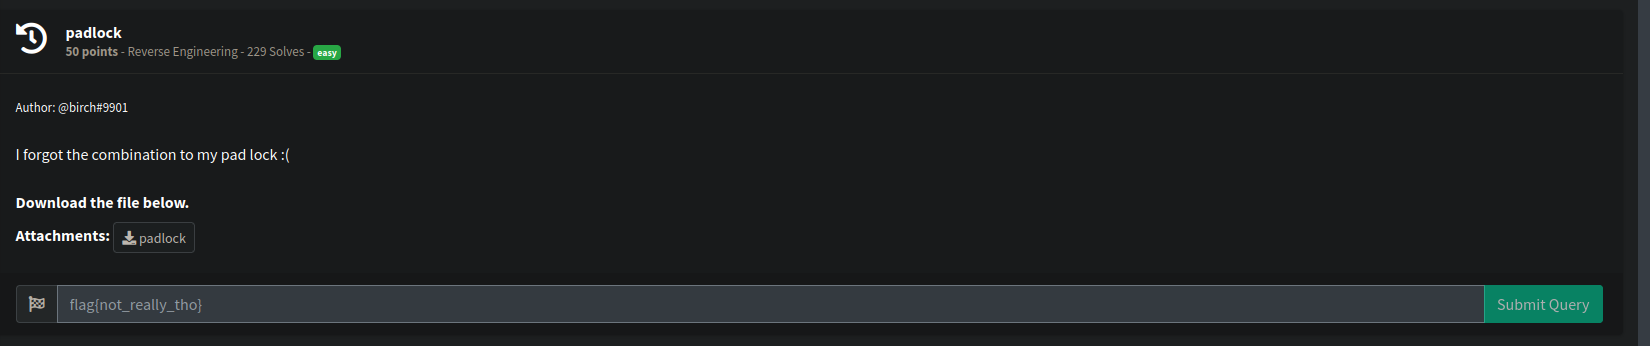 padlock
50 points - Reverse Engineering - 229 Solves - easy
Author: @birch#9901
I forgot the combination to my pad lock :(
Download the file below.
Attachments: padlock
flag{not_really_tho} Submit Query